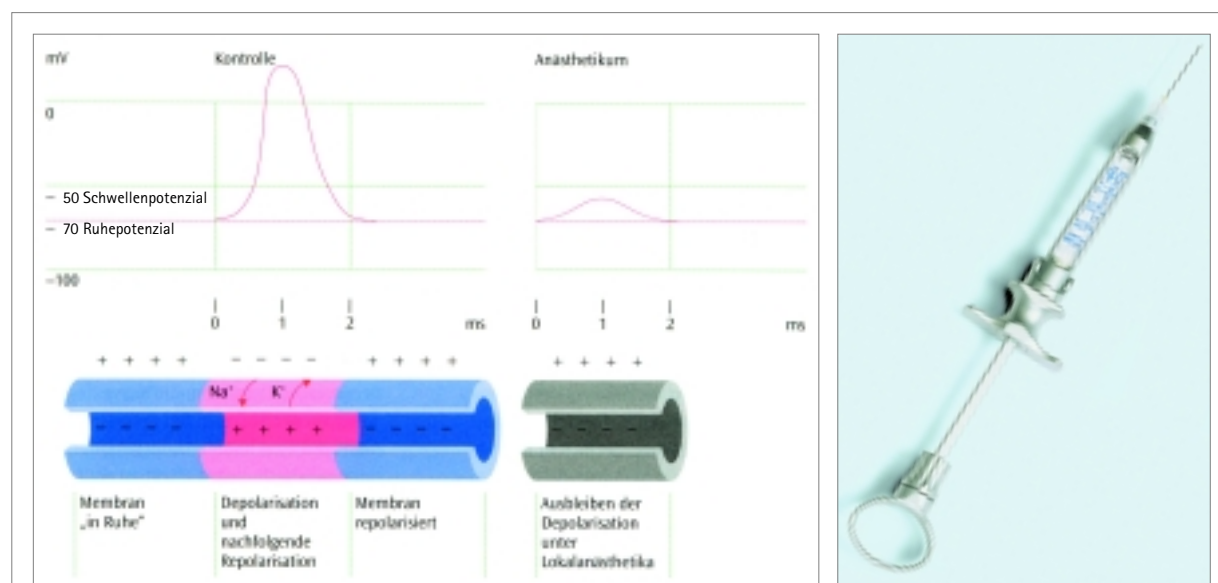 mV
Kontrolle
Anästhetikum
0
– 50 Schwellenpotenzial
– 70 Ruhepotenzial
–100
0 1 2 ms
0 1 2 ms
+ + + +
– – – –
+ + + +
+ + + +
Na⁺ K⁺
– – – –
+ + + +
– – – –
– – – –
Membran
„in Ruhe“
Depolarisation
und
nachfolgende
Repolarisation
Membran
repolarisiert
Ausbleiben der
Depolarisation
unter
Lokalanästhetika